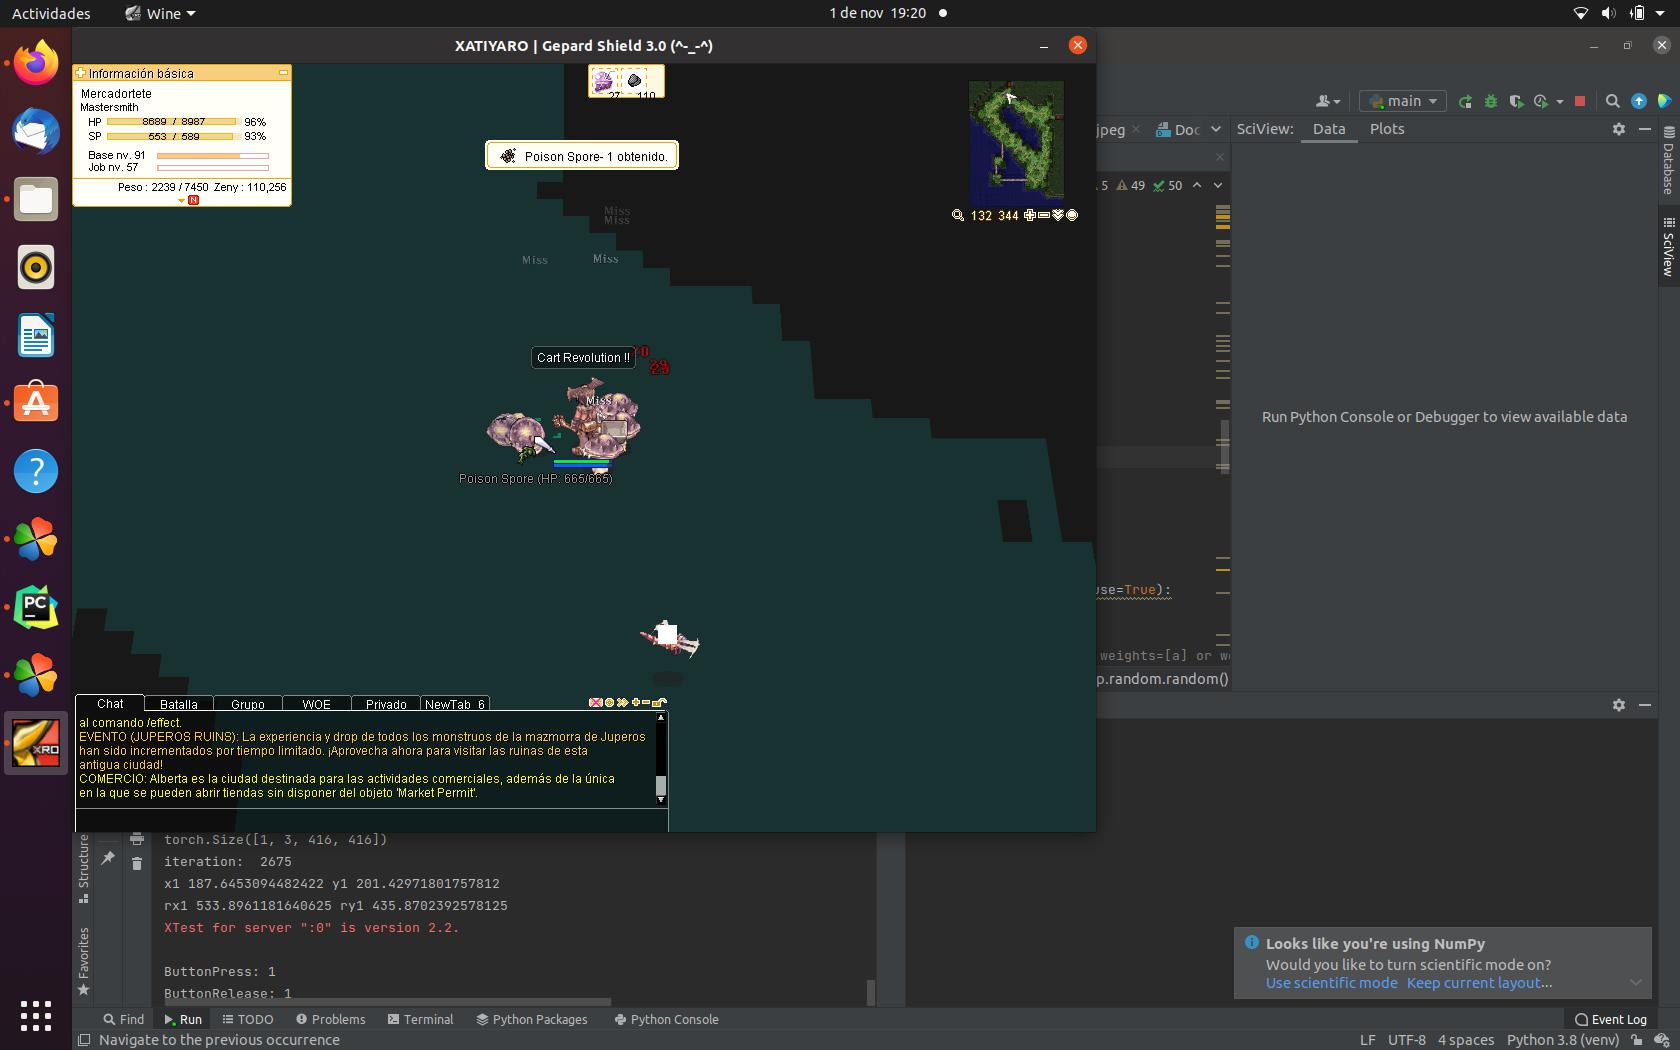 Actividades
Wine
1 de nov 19:20
XATIYARO | Gepard Shield 3.0 (^-_-^)
Información básica
Mercadortete
Mastersmith
HP 8689 / 8987 96%
SP 553 / 589 93%
Base nv. 91
Job nv. 57
Peso : 2239 / 7450 Zeny : 110,256
N
27 110
Poison Spore- 1 obtenido.
132 344
Miss
Miss
Miss
Miss
Cart Revolution !!
Miss
Poison Spore (HP: 665/665)
Chat Batalla Grupo WOE Privado NewTab 6
al comando /effect.
EVENTO (JUPEROS RUINS): La experiencia y drop de todos los monstruos de la mazmorra de Juperos
han sido incrementados por tiempo limitado. ¡Aprovecha ahora para visitar las ruinas de esta
antigua ciudad!
COMERCIO: Alberta es la ciudad destinada para las actividades comerciales, además de la única
en la que se pueden abrir tiendas sin disponer del objeto 'Market Permit'.
main
jpeg
Doc
SciView: Data Plots
5 49 50
Database
SciView
Run Python Console or Debugger to view available data
use=True):
weights=[a] or w
p.random.random()
PC
XRO
Structure
Favorites
torch.Size([1, 3, 416, 416])
iteration: 2675
x1 187.6453094482422 y1 201.42971801757812
rx1 533.8961181640625 ry1 435.8702392578125
XTest for server ":0" is version 2.2.
ButtonPress: 1
ButtonRelease: 1
Looks like you're using NumPy
Would you like to turn scientific mode on?
Use scientific mode Keep current layout...
Find Run TODO Problems Terminal Python Packages Python Console
Event Log
Navigate to the previous occurrence
LF UTF-8 4 spaces Python 3.8 (venv)